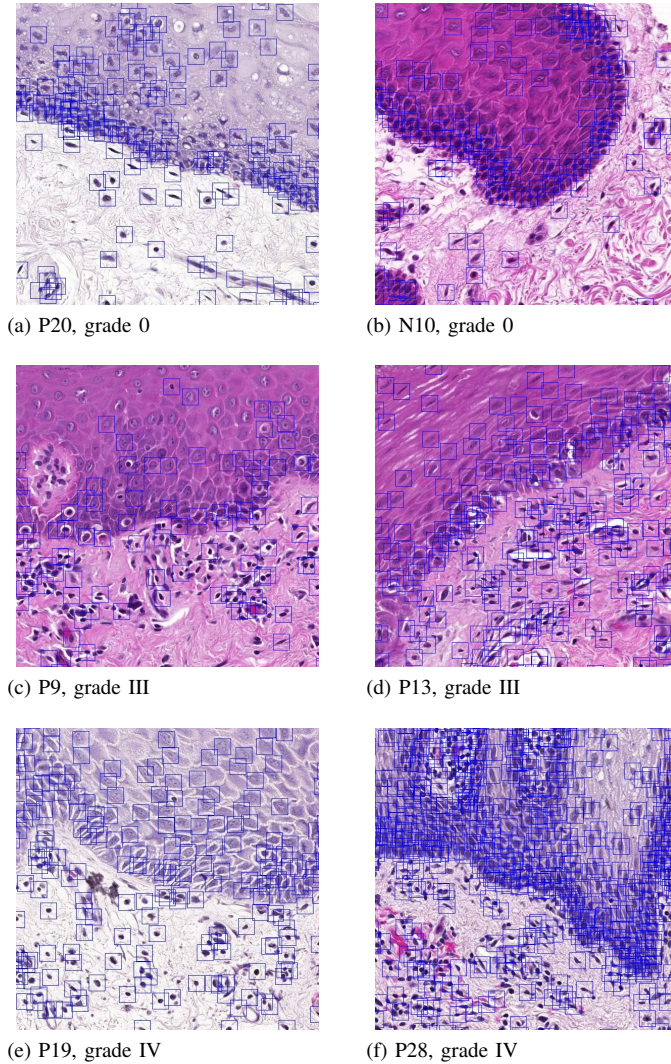 (a) P20, grade 0
(b) N10, grade 0
(c) P9, grade III
(d) P13, grade III
(e) P19, grade IV
(f) P28, grade IV